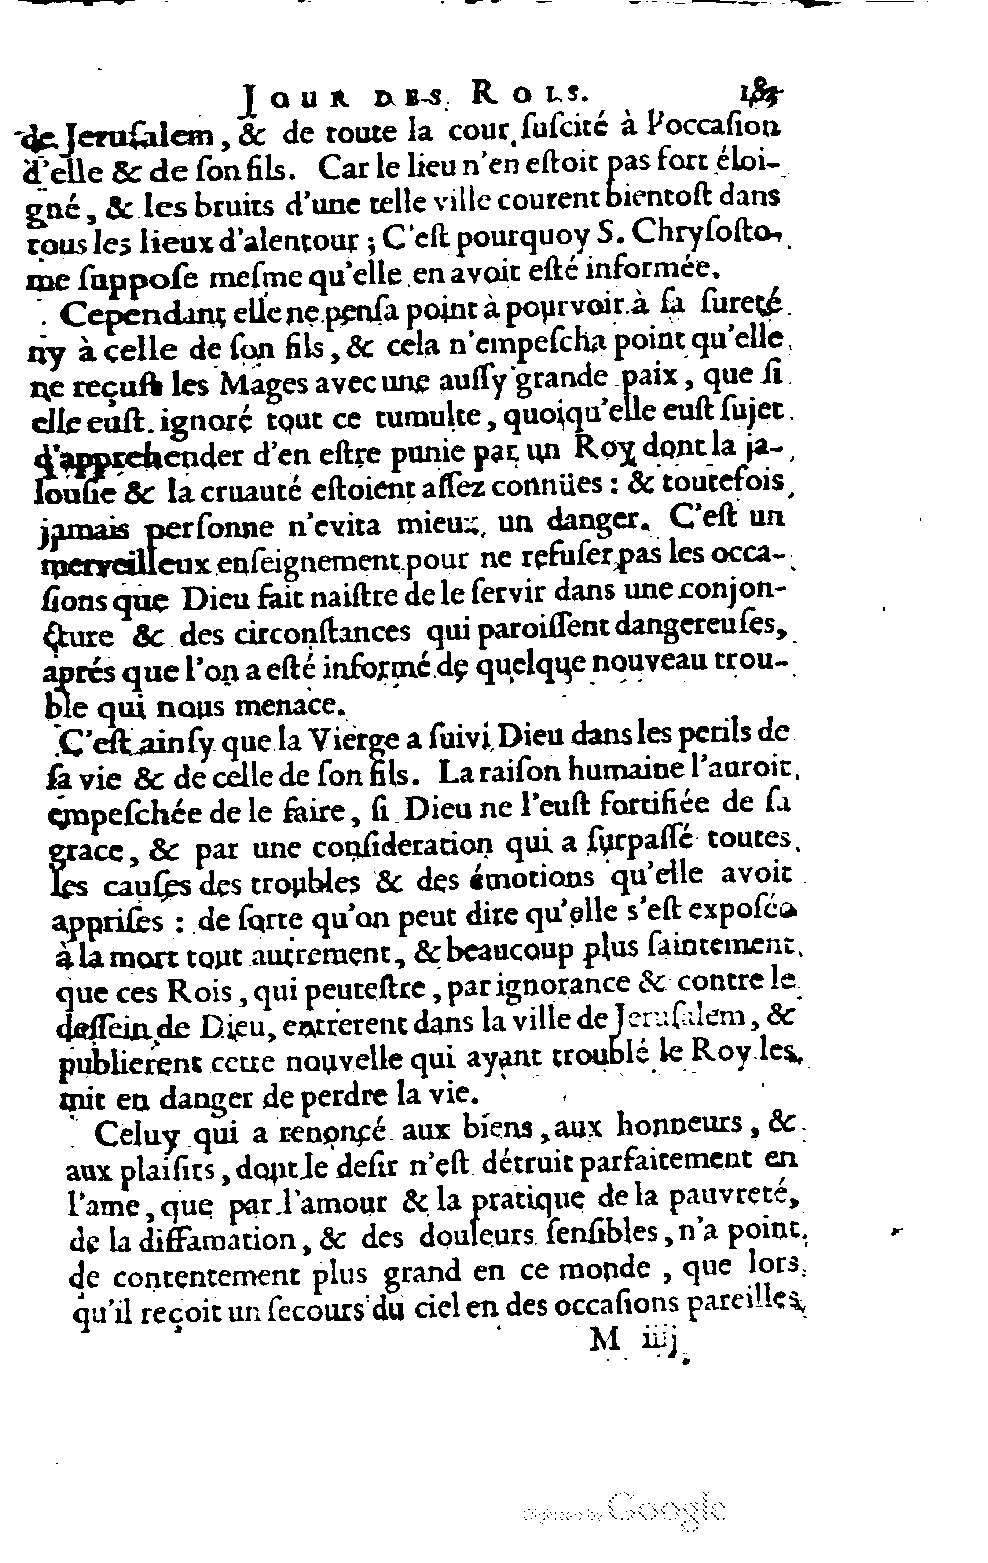 JOUR DES ROIS. 183
de Jeruſalem, & de toute la cour ſuſcité à l'occaſion
d'elle & de ſon fils. Car le lieu n'en eſtoit pas fort éloi-
gné, & les bruits d'une telle ville courent bientoſt dans
tous les lieux d'alentour ; C'eſt pourquoy S. Chryſoſto-
me ſuppoſe meſme qu'elle en avoit eſté informée.
Cependant elle ne penſa point à pourvoir à ſa ſureté
ny à celle de ſon fils, & cela n'empeſcha point qu'elle
ne reçuſt les Mages avec une auſſy grande paix, que ſi
elle euſt ignoré tout ce tumulte, quoiqu'elle euſt ſujet
d'apprehender d'en eſtre punie par un Roy dont la ja-
louſie & la cruauté eſtoient aſſez connües : & toutefois
jamais perſonne n'evita mieux un danger. C'eſt un
merveilleux enſeignement pour ne refuſer pas les occa-
ſions que Dieu fait naiſtre de le ſervir dans une conjon-
cture & des circonſtances qui paroiſſent dangereuſes,
aprés que l'on a eſté informé de quelque nouveau trou-
ble qui nous menace.
C'eſt ainſy que la Vierge a ſuivi Dieu dans les perils de
ſa vie & de celle de ſon fils. La raiſon humaine l'auroit
empeſchée de le faire, ſi Dieu ne l'euſt fortifiée de ſa
grace, & par une conſideration qui a ſurpaſſé toutes
les cauſes des troubles & des émotions qu'elle avoit
appriſes : de ſorte qu'on peut dire qu'elle s'eſt expoſée
à la mort tout autrement, & beaucoup plus ſaintement
que ces Rois, qui peuteſtre, par ignorance & contre le
deſſein de Dieu, entrerent dans la ville de Jeruſalem, &
publierent cette nouvelle qui ayant troublé le Roy les
mit en danger de perdre la vie.
Celuy qui a renonçé aux biens, aux honneurs, &
aux plaiſirs, dont le deſir n'eſt détruit parfaitement en
l'ame, que par l'amour & la pratique de la pauvreté,
de la diffamation, & des douleurs ſenſibles, n'a point
de contentement plus grand en ce monde, que lors
qu'il reçoit un ſecours du ciel en des occaſions pareilles
M iiij
Digitized by Google